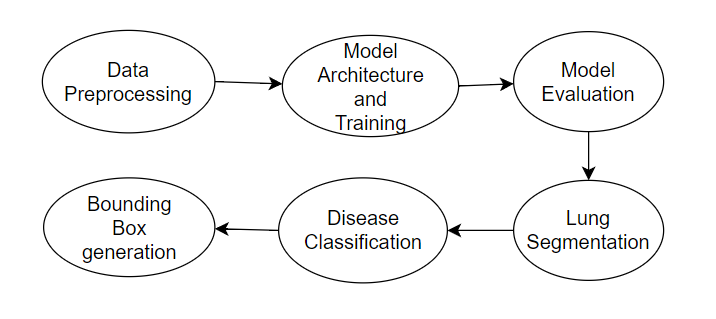 Data
Preprocessing
Model
Architecture
and
Training
Model
Evaluation
Lung
Segmentation
Disease
Classification
Bounding
Box
generation